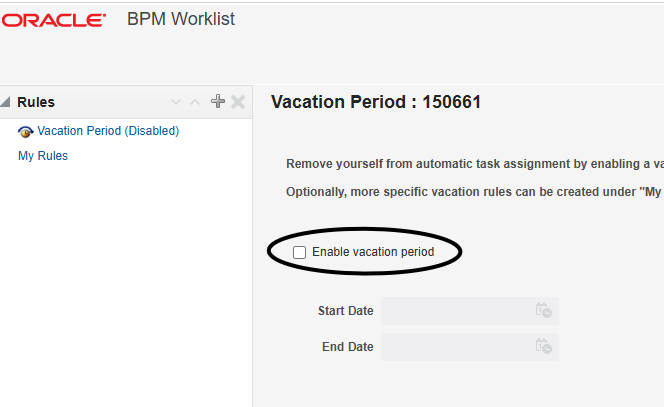 ORACLE BPM Worklist
Rules
Vacation Period (Disabled)
My Rules
Vacation Period : 150661
Remove yourself from automatic task assignment by enabling a va
Optionally, more specific vacation rules can be created under "My
Enable vacation period
Start Date
End Date